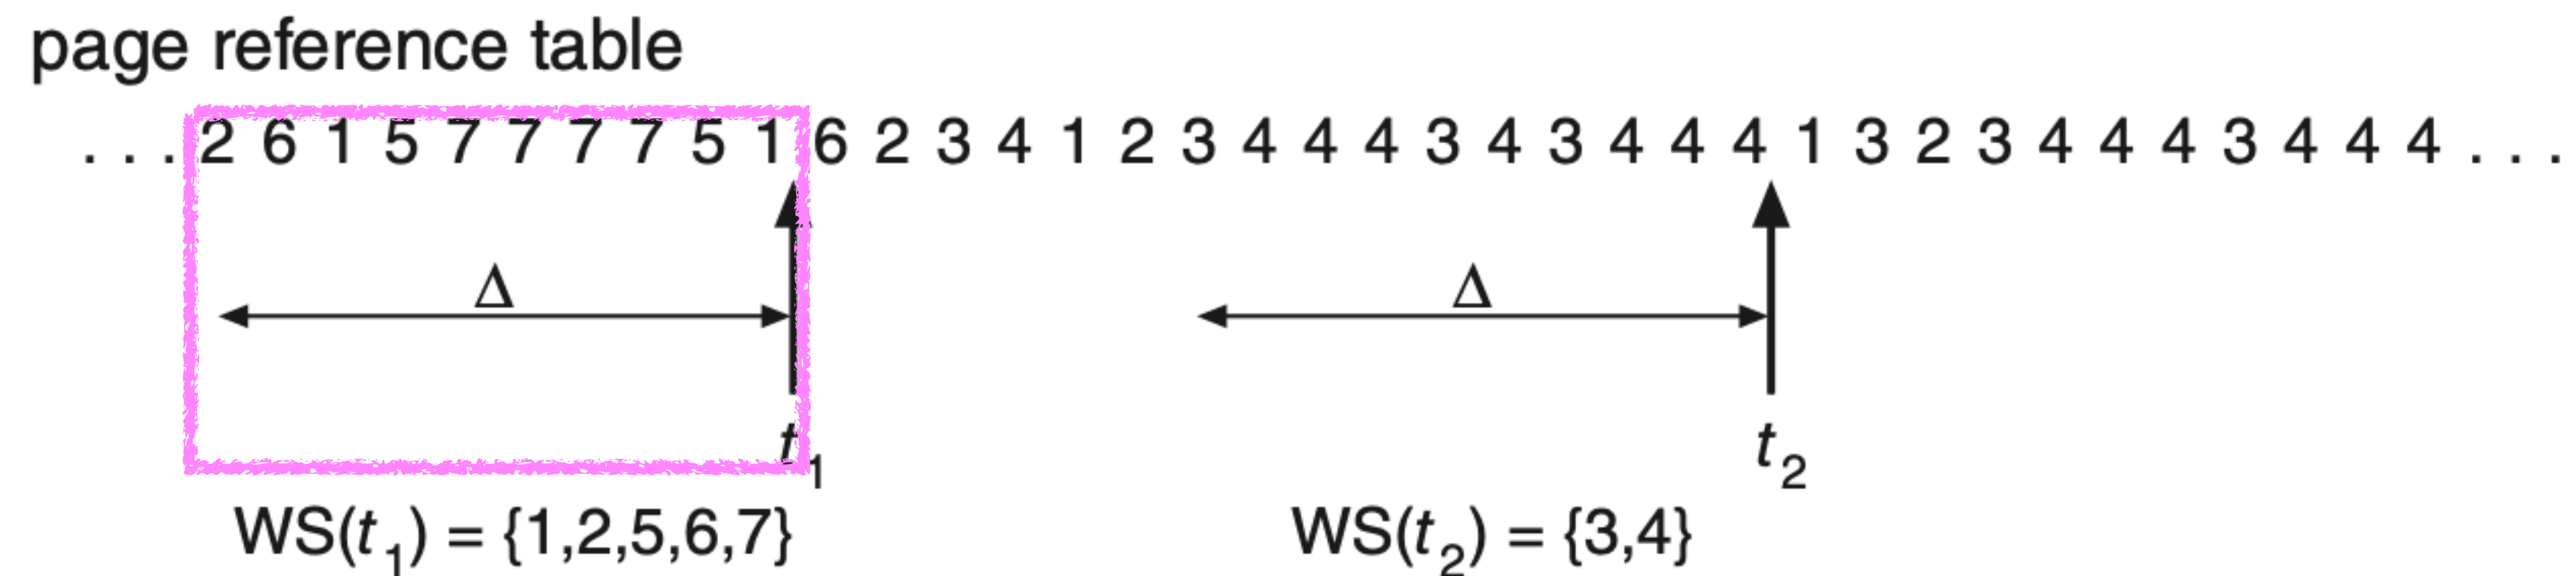 page reference table
. . . 2 6 1 5 7 7 7 7 5 1 6 2 3 4 1 2 3 4 4 4 3 4 3 4 4 4 1 3 2 3 4 4 4 3 4 4 4 . . .
Δ Δ
t1 t2
WS(t1) = {1,2,5,6,7} WS(t2) = {3,4}